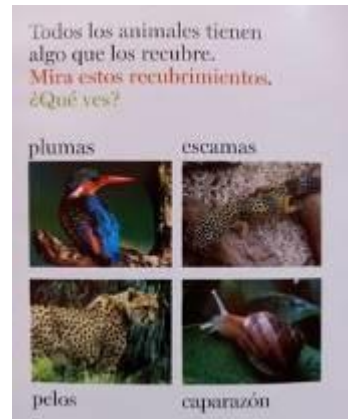 Todos los animales tienen
algo que los recubre.
Mira estos recubrimientos.
¿Qué ves?
plumas escamas
pelos caparazón